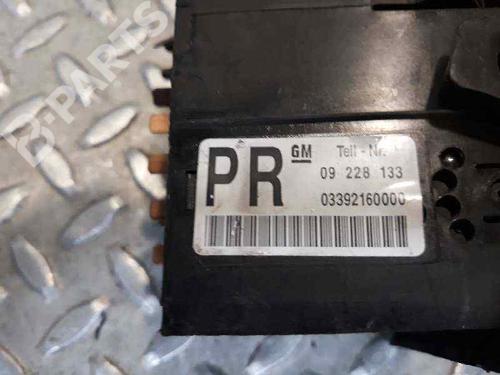 B-PARTS
PR GM Teil - Nr.
09 228 133
03392160000